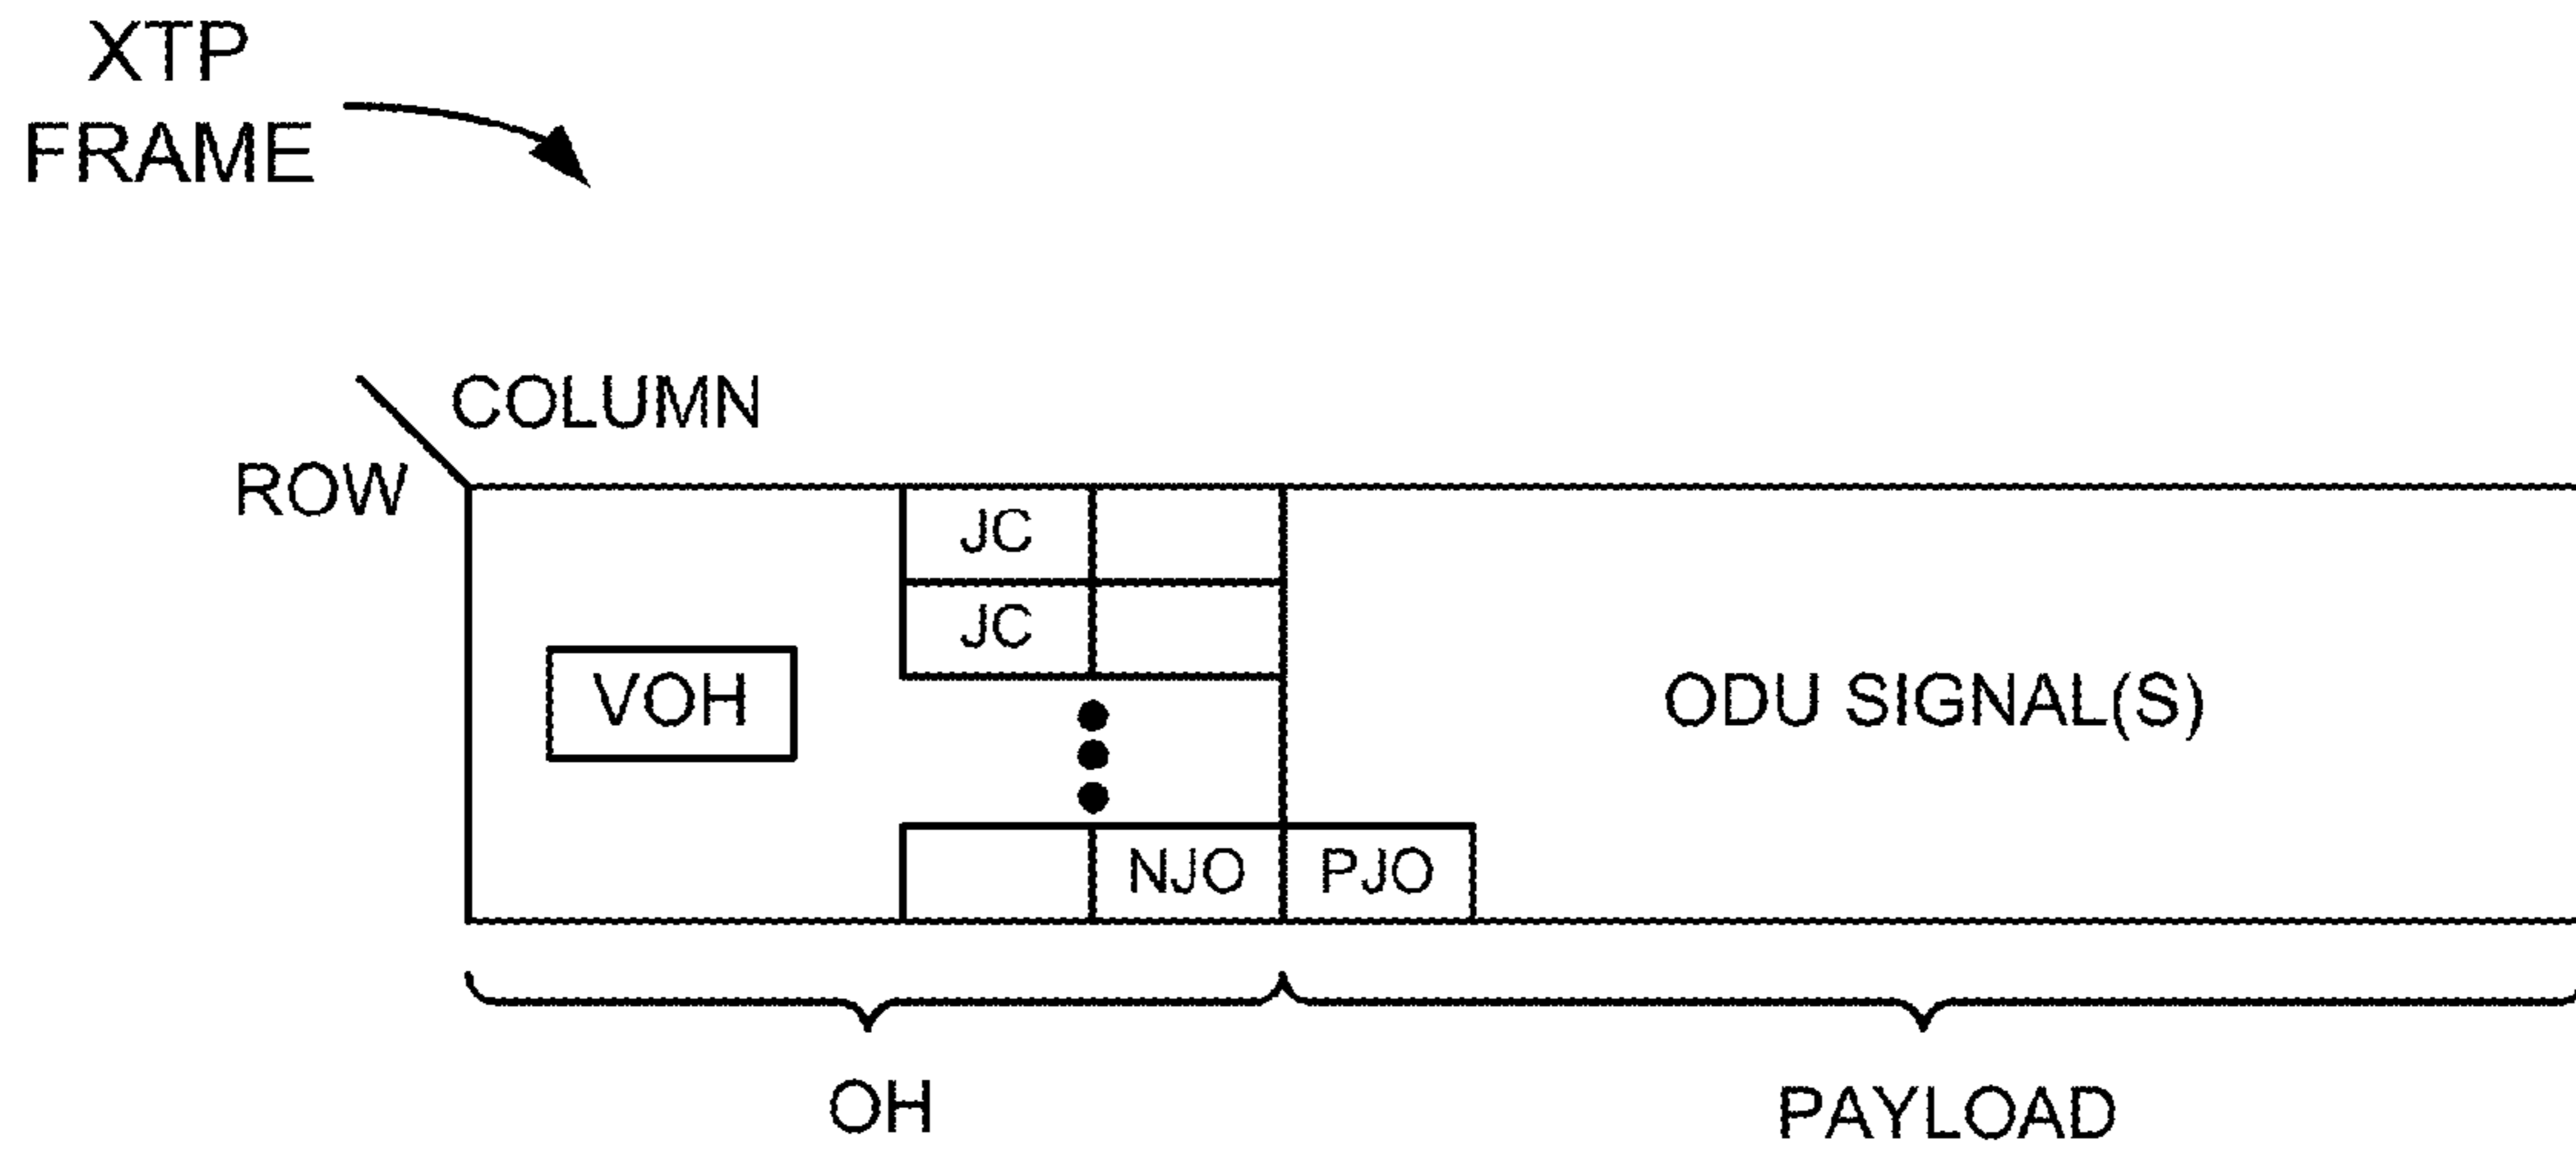 XTP
FRAME
COLUMN
ROW
JC
JC
VOH
ODU SIGNAL(S)
NJO PJO
OH
PAYLOAD